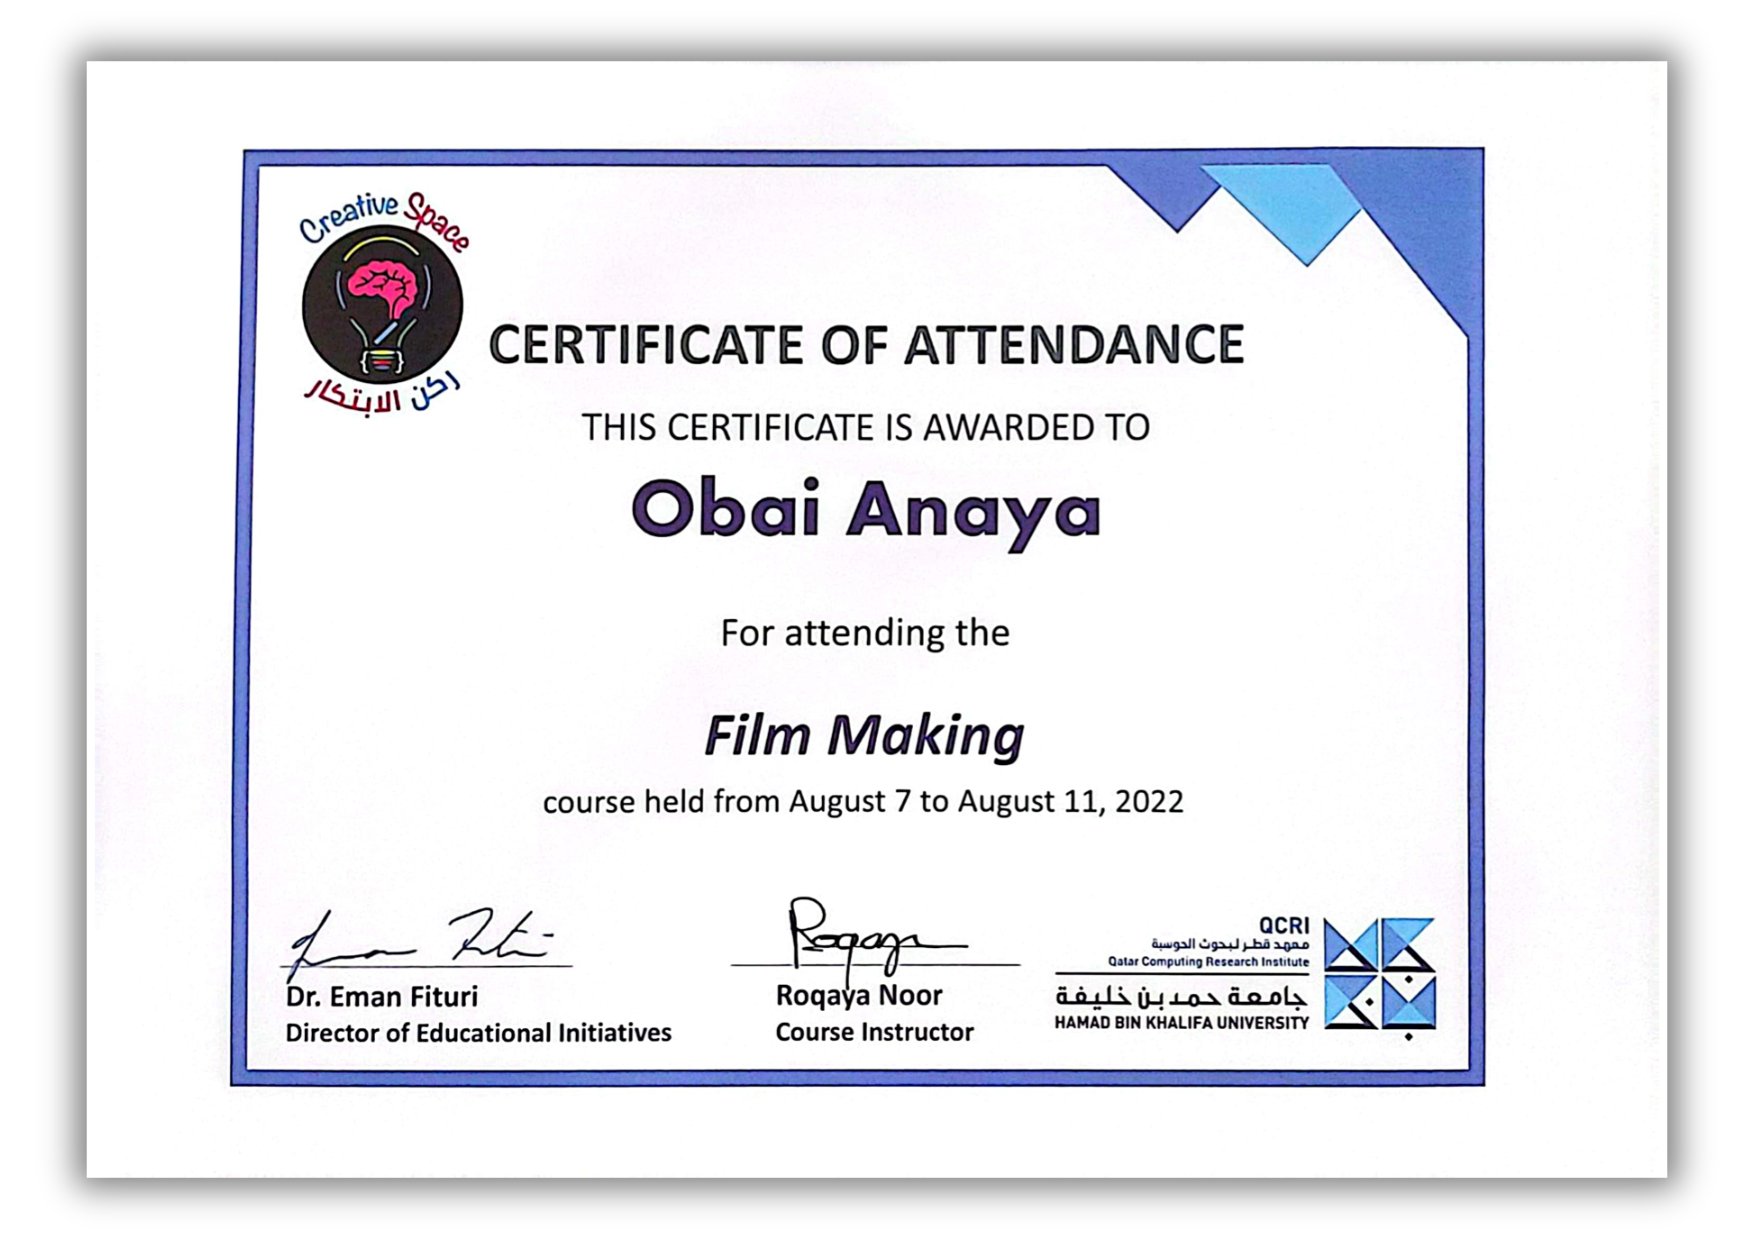 Creative Space
ركن الابتكار
CERTIFICATE OF ATTENDANCE
THIS CERTIFICATE IS AWARDED TO
Obai Anaya
For attending the
Film Making
course held from August 7 to August 11, 2022
Roqaya
Dr. Eman Fituri
Director of Educational Initiatives
Roqaya Noor
Course Instructor
QCRI
معهد قطر لبحوث الحوسبة
Qatar Computing Research Institute
جامعة حمد بن خليفة
HAMAD BIN KHALIFA UNIVERSITY